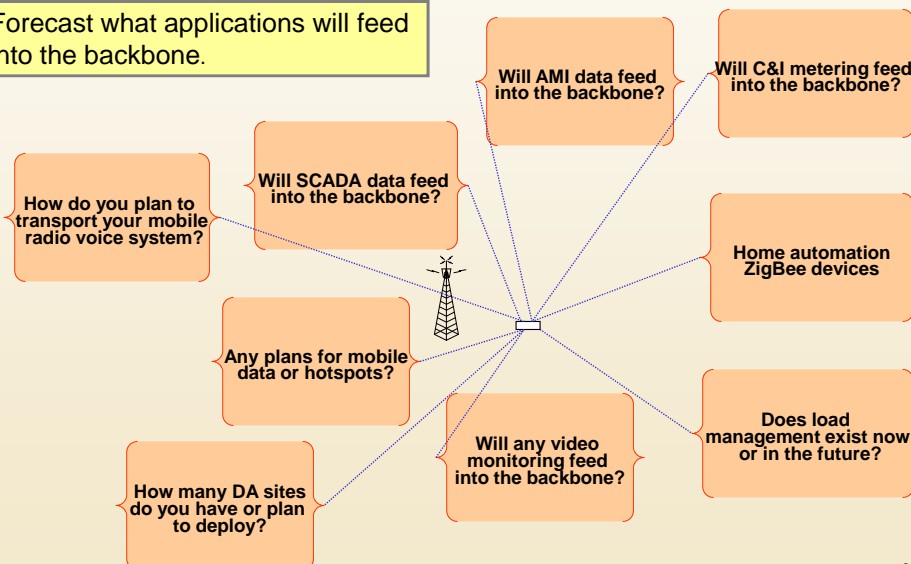 Forecast what applications will feed
into the backbone.
Will AMI data feed
into the backbone?
Will C&I metering feed
into the backbone?
Will SCADA data feed
into the backbone?
How do you plan to
transport your mobile
radio voice system?
Home automation
ZigBee devices
Any plans for mobile
data or hotspots?
Does load
management exist now
or in the future?
Will any video
monitoring feed
into the backbone?
How many DA sites
do you have or plan
to deploy?